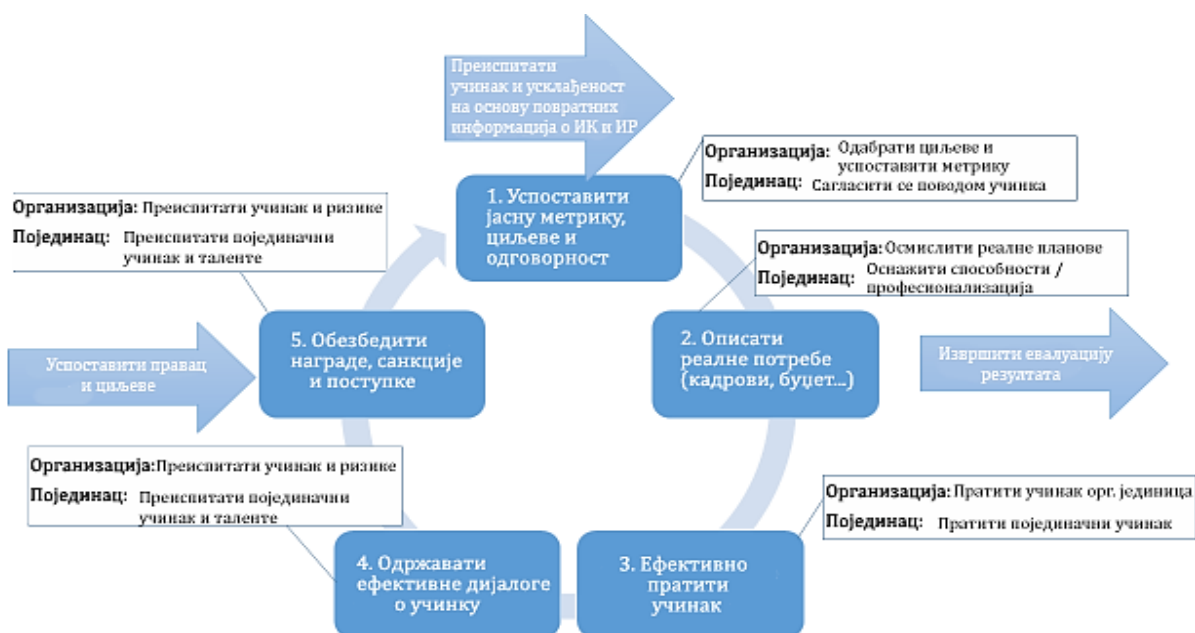 Преиспитати
учинак и усклађеност
на основу повратних
информација о ИК и ИР
Организација: Одабрати циљеве и
успоставити метрику
Појединац: Сагласити се поводом учинка
1. Успоставити
јасну метрику,
циљеве и
одговорност
Организација: Преиспитати учинак и ризике
Појединац: Преиспитати појединачни
учинак и таленте
Организација: Осмислити реалне планове
Појединац: Оснажити способности /
професионализација
5. Обезбедити
награде, санкције
и поступке
2. Описати
реалне потребе
(кадрови, буџет...)
Успоставити правац
и циљеве
Извршити евалуацију
резултата
Организација: Преиспитати учинак и ризике
Појединац: Преиспитати појединачни
учинак и таленте
Организација: Пратити учинак орг. јединица
Појединац: Пратити појединачни учинак
4. Одржавати
ефективне дијалоге
о учинку
3. Ефективно
пратити
учинак